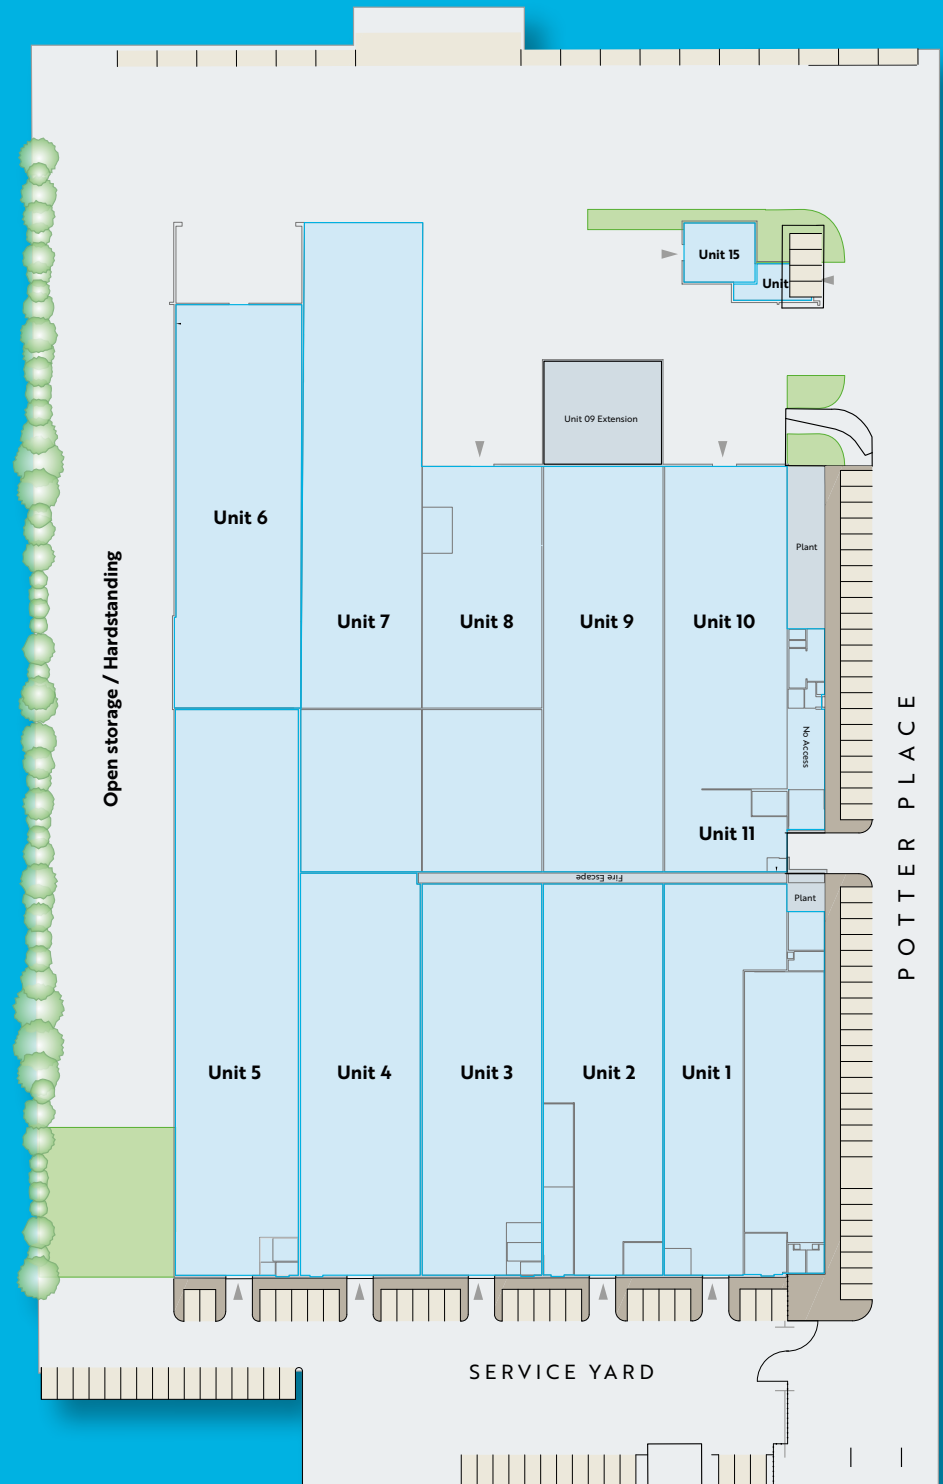 Unit 15
Unit
Unit 09 Extension
Unit 6
Plant
Open storage / Hardstanding
Unit 7
Unit 8
Unit 9
Unit 10
No Access
POTTER PLACE
Unit 11
Fire Escape
Plant
Unit 5
Unit 4
Unit 3
Unit 2
Unit 1
SERVICE YARD